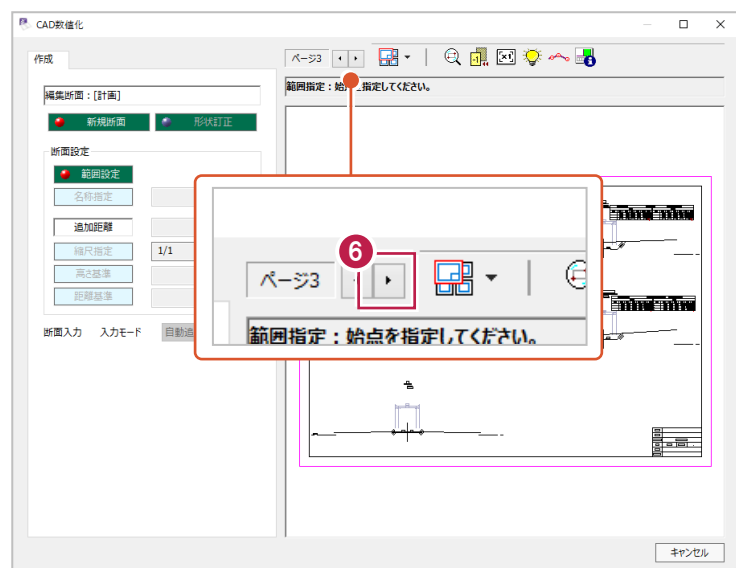 CAD数値化
作成
ページ3
編集断面：[計画]
範囲指定：始
指定してください。
新規断面
形状訂正
断面設定
範囲設定
名称指定
追加距離
縮尺指定
1/1
高さ基準
距離基準
断面入力
入力モード
自動追
6
ページ3
範囲指定：始点を指定してください。
キャンセル